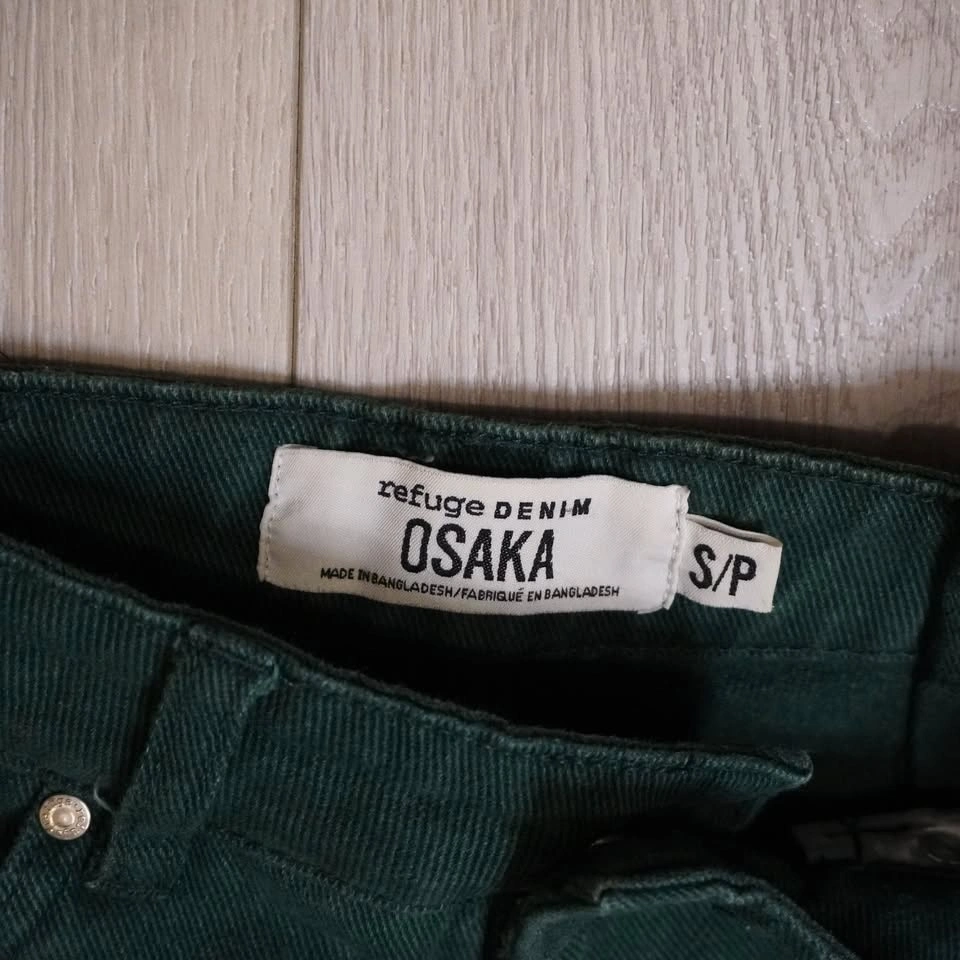 refuge DENIM
OSAKA
MADE IN BANGLADESH/FABRIQUÉ EN BANGLADESH
S/P